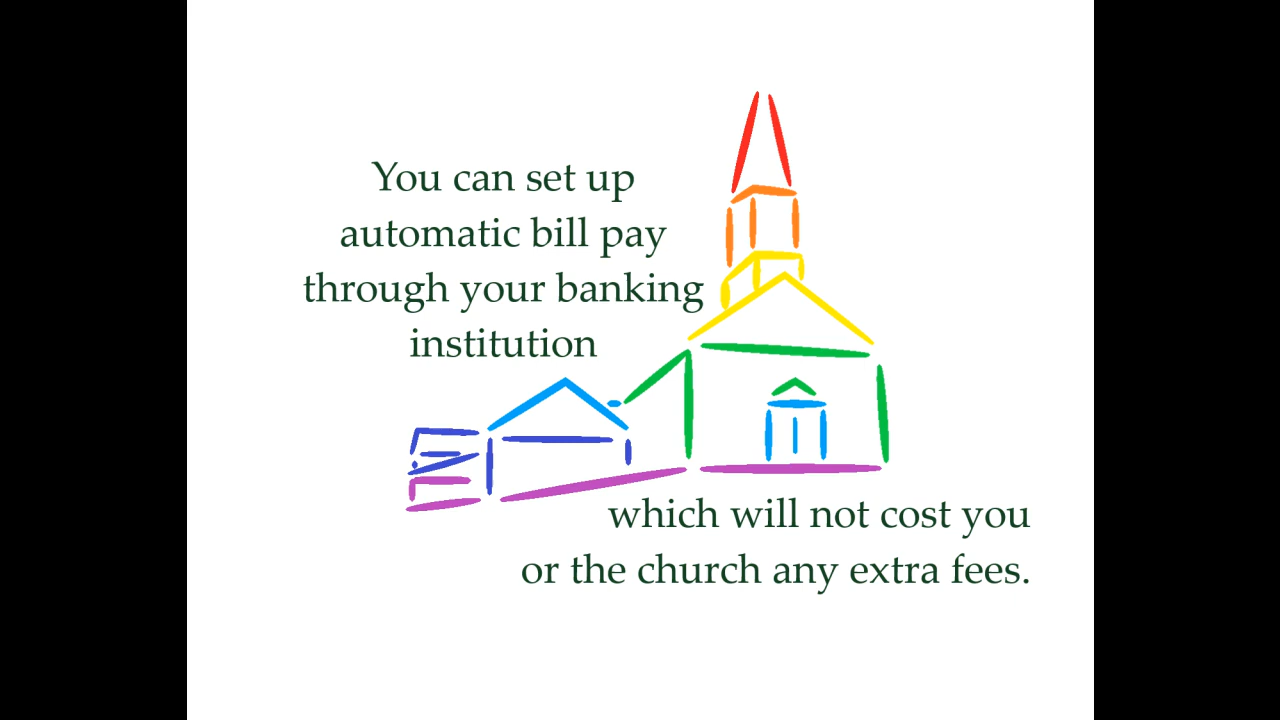 You can set up
automatic bill pay
through your banking
institution
which will not cost you
or the church any extra fees.